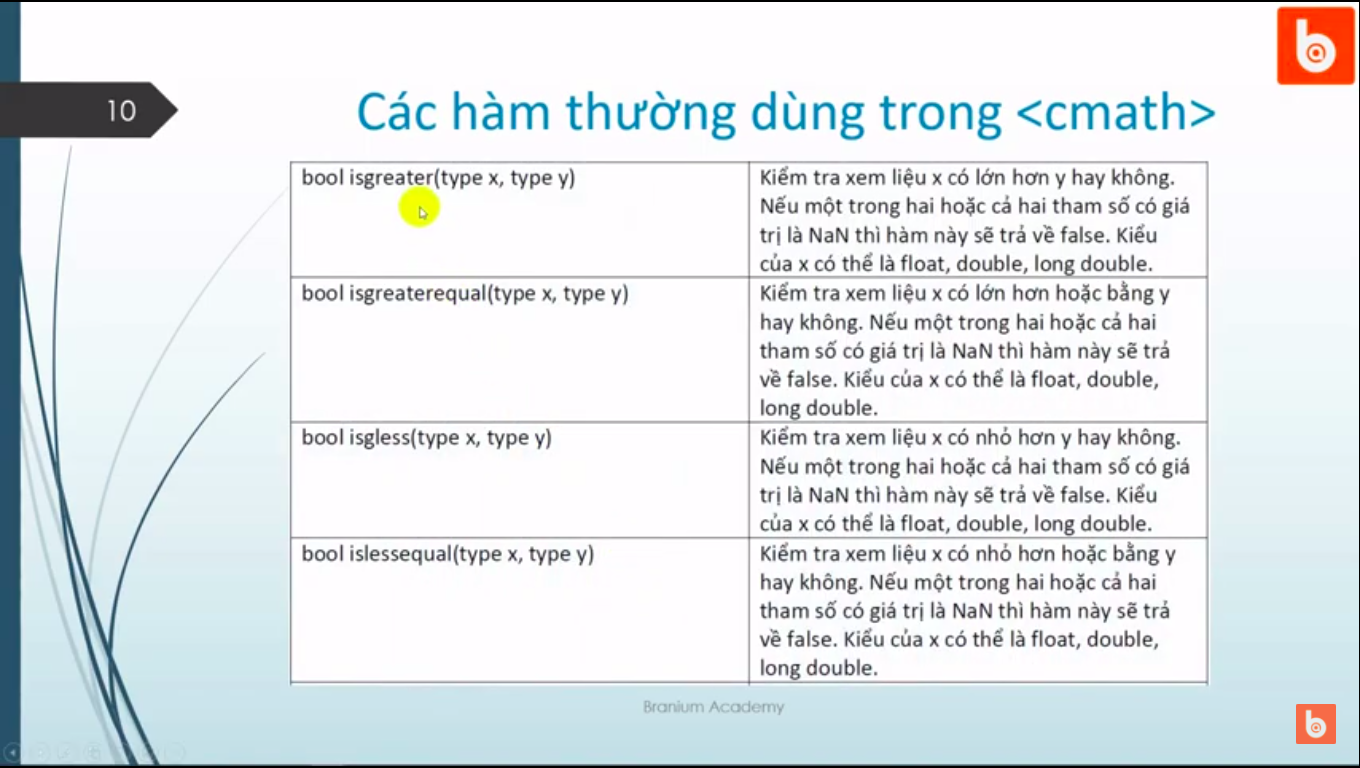 10
Các hàm thường dùng trong <cmath>
bool isgreater(type x, type y)
Kiểm tra xem liệu x có lớn hơn y hay không.
Nếu một trong hai hoặc cả hai tham số có giá
trị là NaN thì hàm này sẽ trả về false. Kiểu
của x có thể là float, double, long double.
bool isgreaterequal(type x, type y)
Kiểm tra xem liệu x có lớn hơn hoặc bằng y
hay không. Nếu một trong hai hoặc cả hai
tham số có giá trị là NaN thì hàm này sẽ trả
về false. Kiểu của x có thể là float, double,
long double.
bool isgless(type x, type y)
Kiểm tra xem liệu x có nhỏ hơn y hay không.
Nếu một trong hai hoặc cả hai tham số có giá
trị là NaN thì hàm này sẽ trả về false. Kiểu
của x có thể là float, double, long double.
bool islessequal(type x, type y)
Kiểm tra xem liệu x có nhỏ hơn hoặc bằng y
hay không. Nếu một trong hai hoặc cả hai
tham số có giá trị là NaN thì hàm này sẽ trả
về false. Kiểu của x có thể là float, double,
long double.
Branium Academy